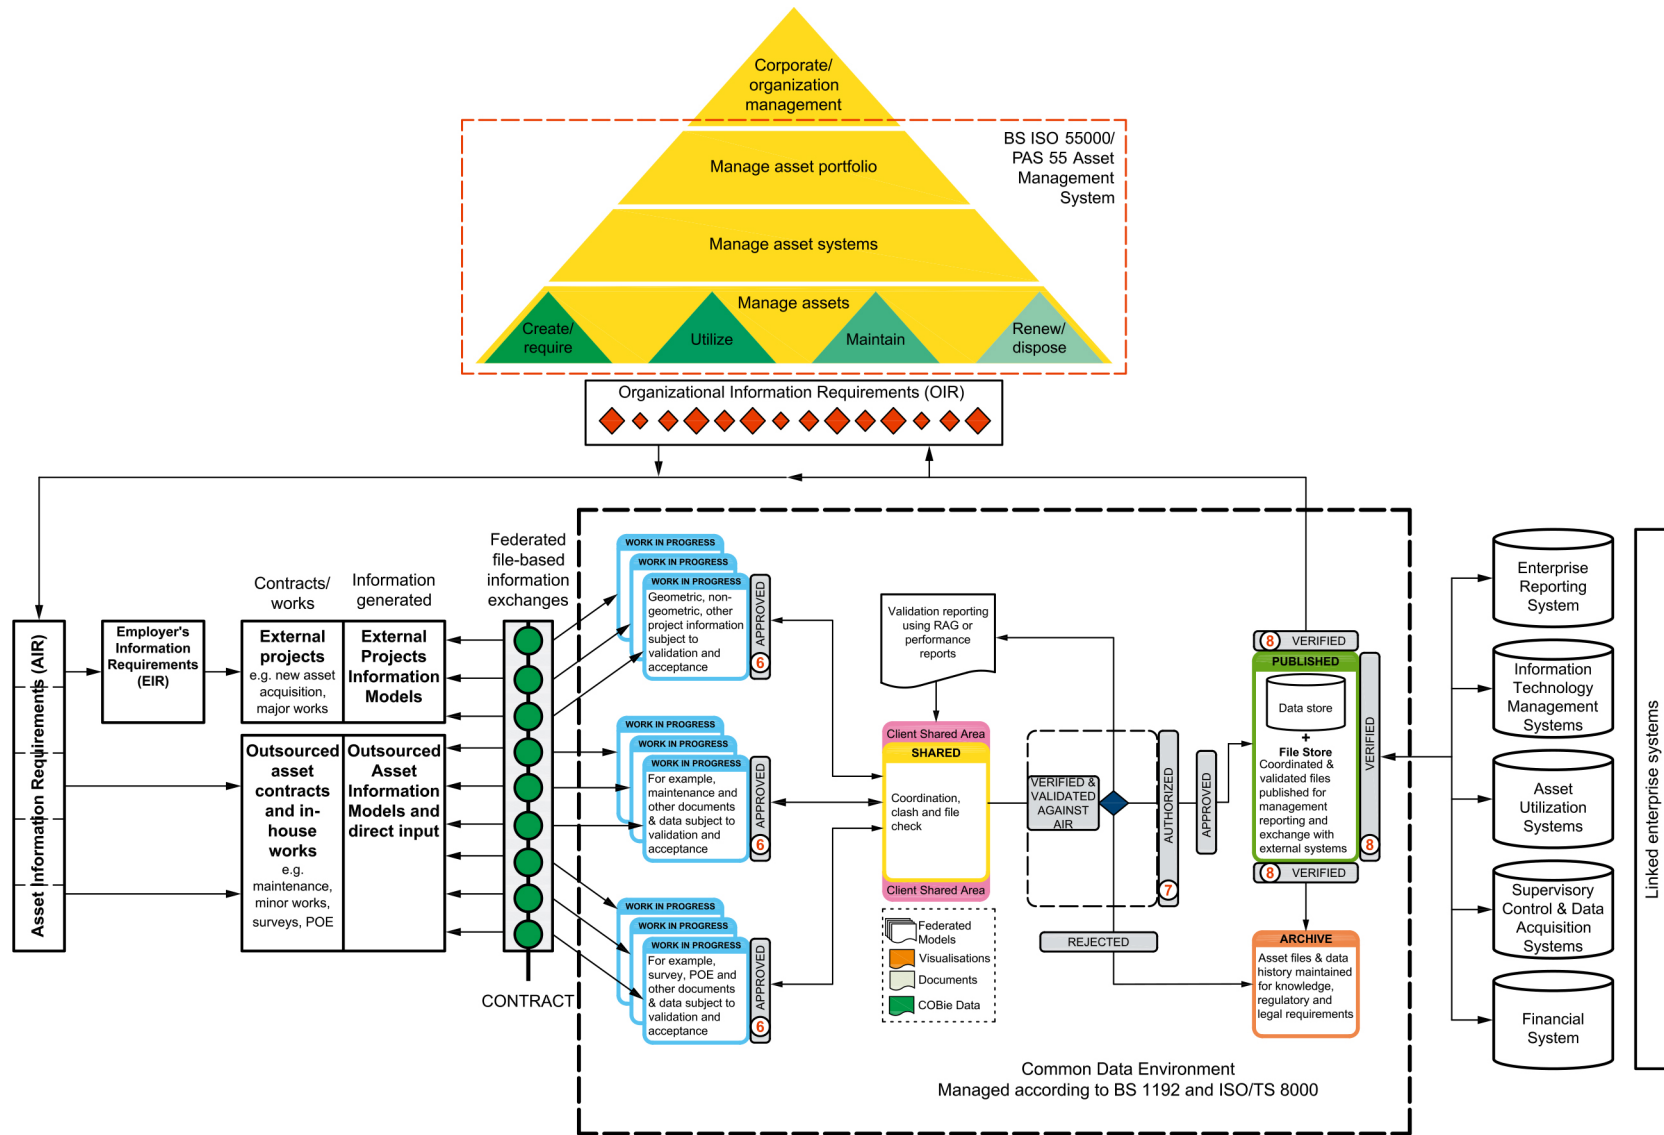 Corporate/
organization
management
BS ISO 55000/
PAS 55 Asset
Management
System
Manage asset portfolio
Manage asset systems
Manage assets
Create/
require
Utilize
Maintain
Renew/
dispose
Organizational Information Requirements (OIR)
Asset Information Requirements (AIR)
Employer's
Information
Requirements
(EIR)
Contracts/
works
Information
generated
Federated
file-based
information
exchanges
External
projects
e.g. new asset
acquisition,
major works
External
Projects
Information
Models
Outsourced
asset
contracts
and in-
house
works
e.g.
maintenance,
minor works,
surveys, POE
Outsourced
Asset
Information
Models and
direct input
CONTRACT
WORK IN PROGRESS
WORK IN PROGRESS
WORK IN PROGRESS
Geometric, non-
geometric, other
project information
subject to
validation and
acceptance
APPROVED
6
WORK IN PROGRESS
WORK IN PROGRESS
WORK IN PROGRESS
For example,
maintenance and
other documents
& data subject to
validation and
acceptance
APPROVED
6
WORK IN PROGRESS
WORK IN PROGRESS
WORK IN PROGRESS
For example,
survey, POE and
other documents
& data subject to
validation and
acceptance
APPROVED
6
Validation reporting
using RAG or
performance
reports
Client Shared Area
SHARED
Coordination,
clash and file
check
Client Shared Area
Federated
Models
Visualisations
Documents
COBie Data
VERIFIED &
VALIDATED
AGAINST
AIR
REJECTED
AUTHORIZED
7
APPROVED
8 VERIFIED
PUBLISHED
Data store
+
File Store
Coordinated &
validated files
published for
management
reporting and
exchange with
external systems
VERIFIED
8
8 VERIFIED
ARCHIVE
Asset files & data
history maintained
for knowledge,
regulatory and
legal requirements
Common Data Environment
Managed according to BS 1192 and ISO/TS 8000
Enterprise
Reporting
System
Information
Technology
Management
Systems
Asset
Utilization
Systems
Supervisory
Control & Data
Acquisition
Systems
Financial
System
Linked enterprise systems